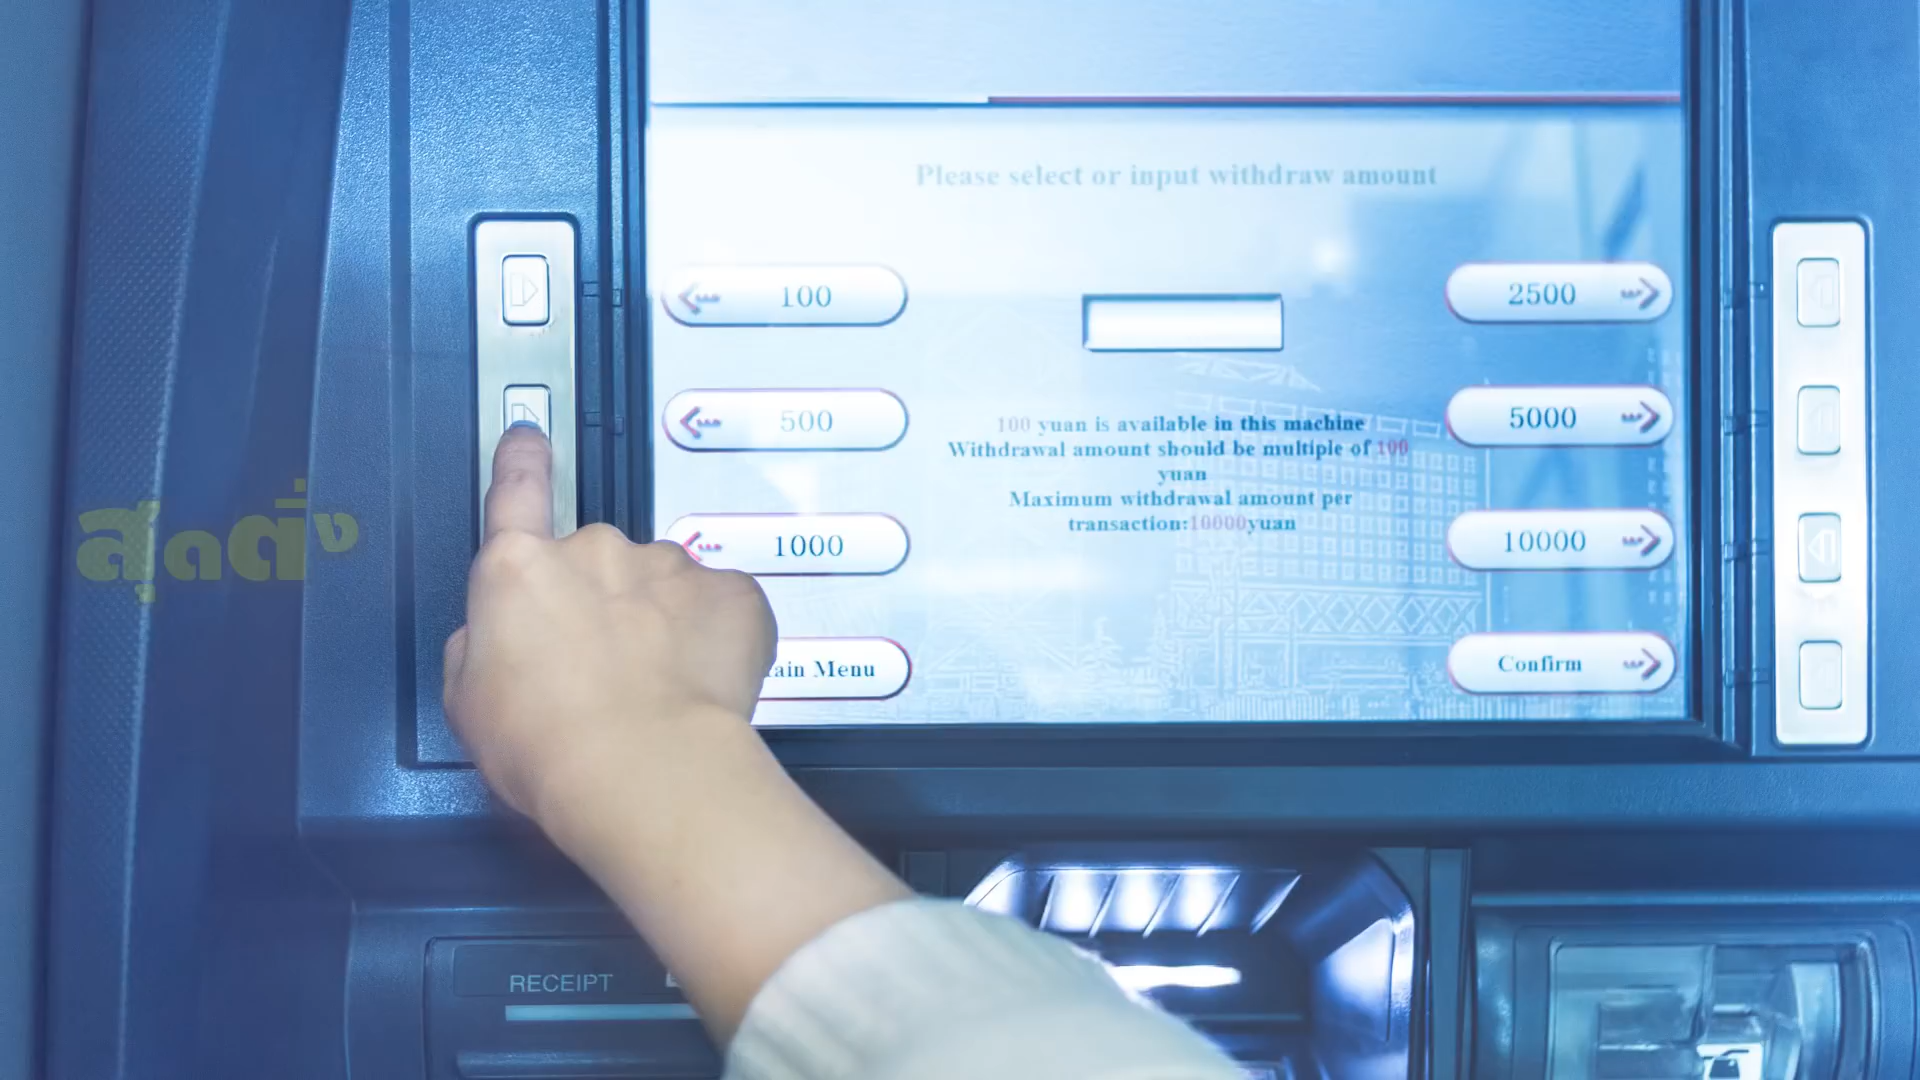 Please select or input withdraw amount
100
2500
500
5000
100 yuan is available in this machine
Withdrawal amount should be multiple of 100
yuan
Maximum withdrawal amount per
transaction:10000yuan
1000
10000
ain Menu
Confirm
สุดติ่ง
RECEIPT